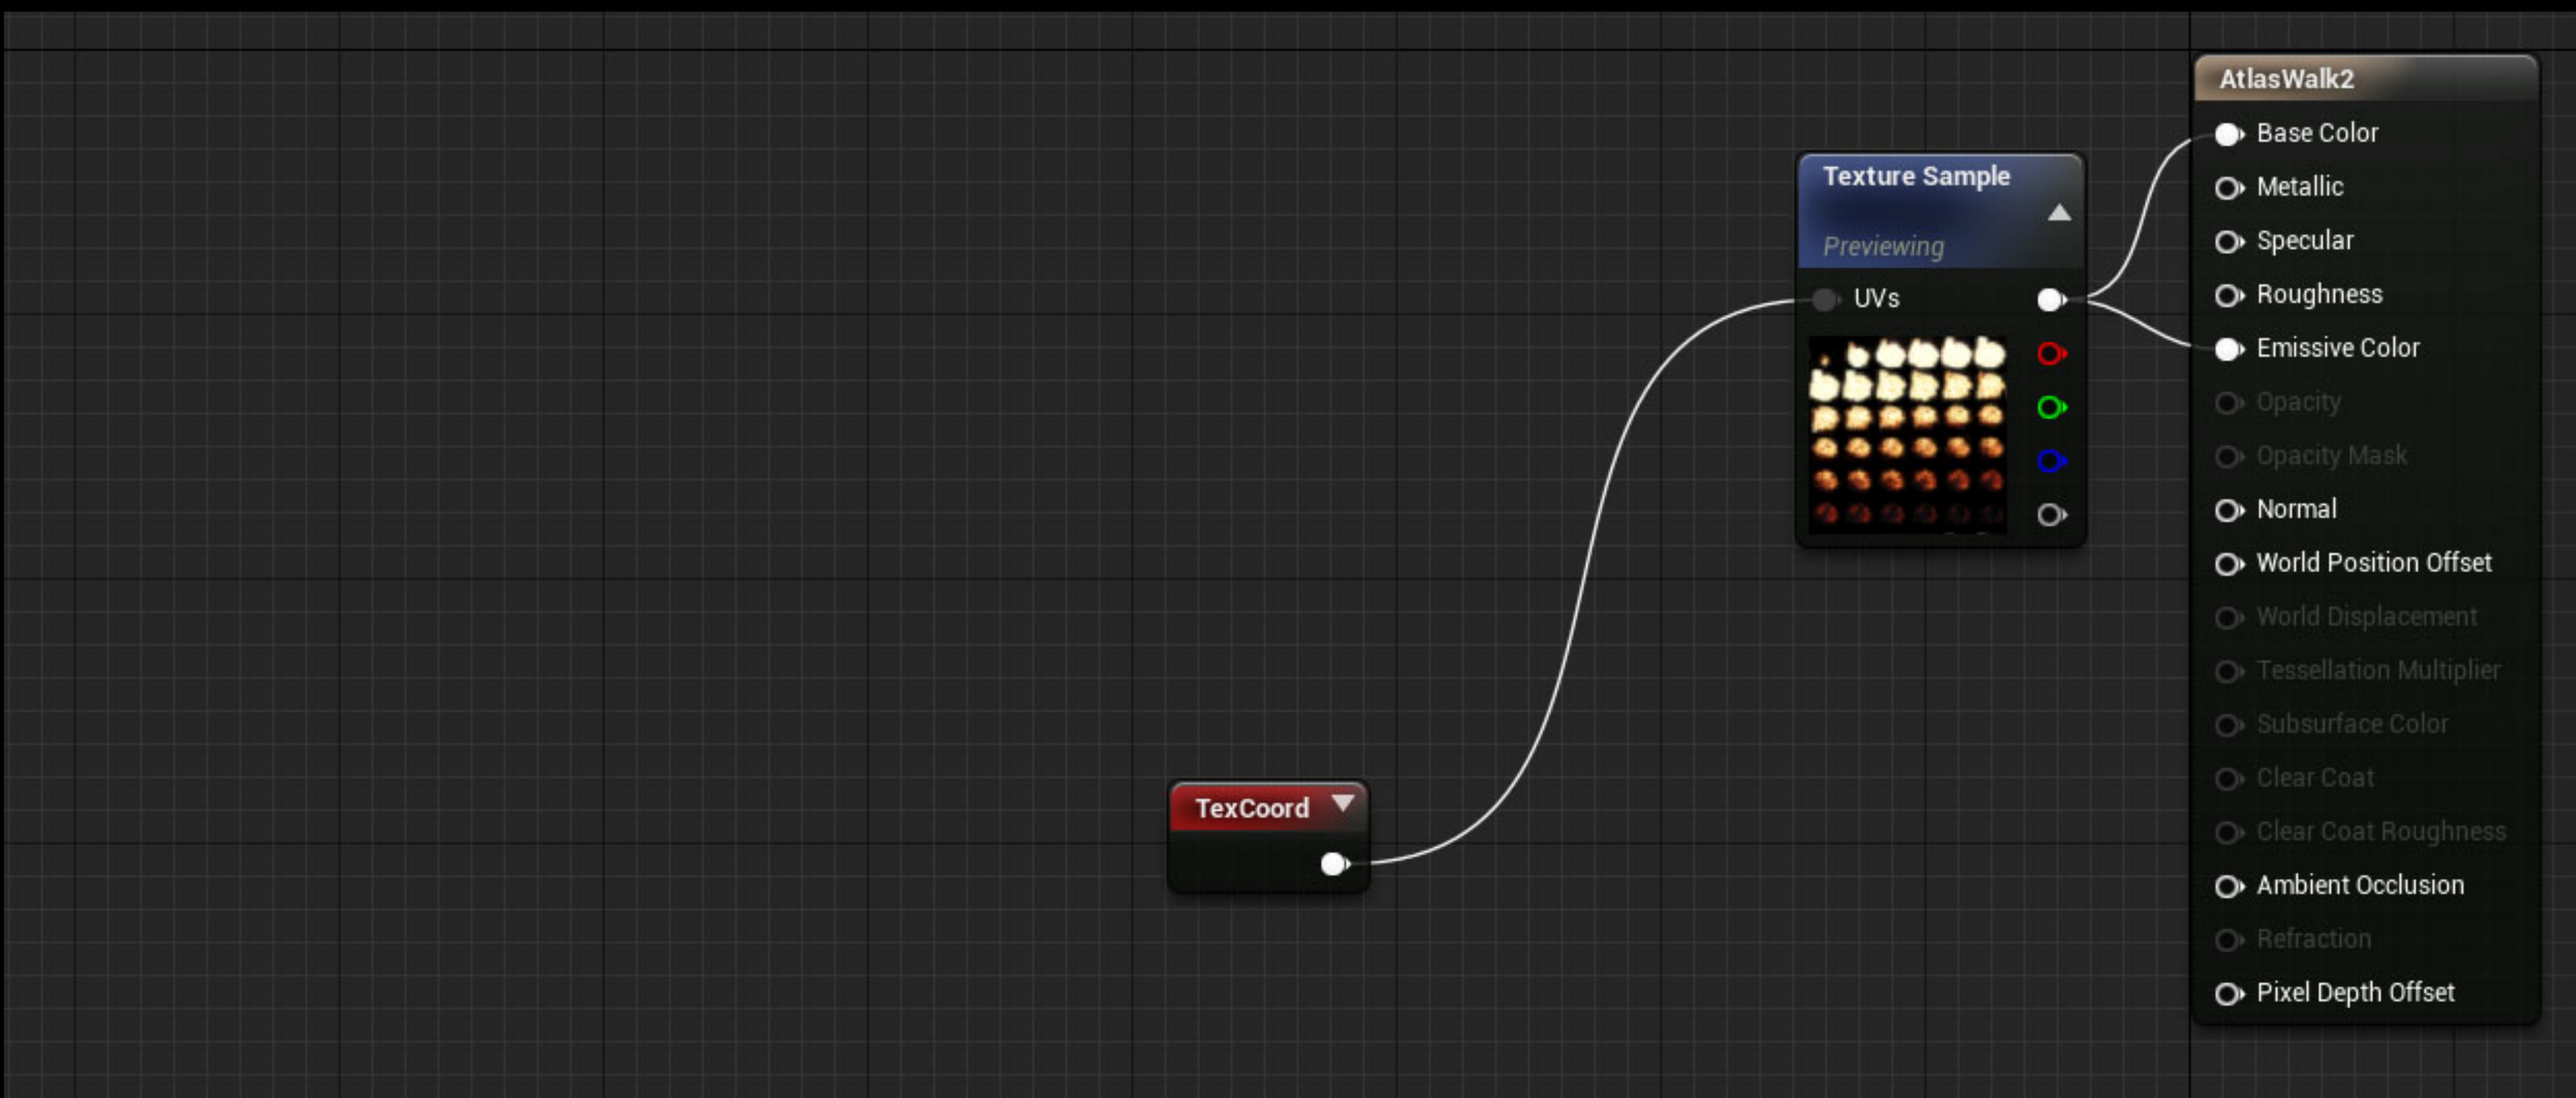 AtlasWalk2
Base Color
Metallic
Texture Sample
Specular
Previewing
Roughness
UVs
Emissive Color
Opacity
Opacity Mask
Normal
World Position Offset
World Displacement
Tessellation Multiplier
Subsurface Color
Clear Coat
TexCoord
Clear Coat Roughness
Ambient Occlusion
Refraction
Pixel Depth Offset